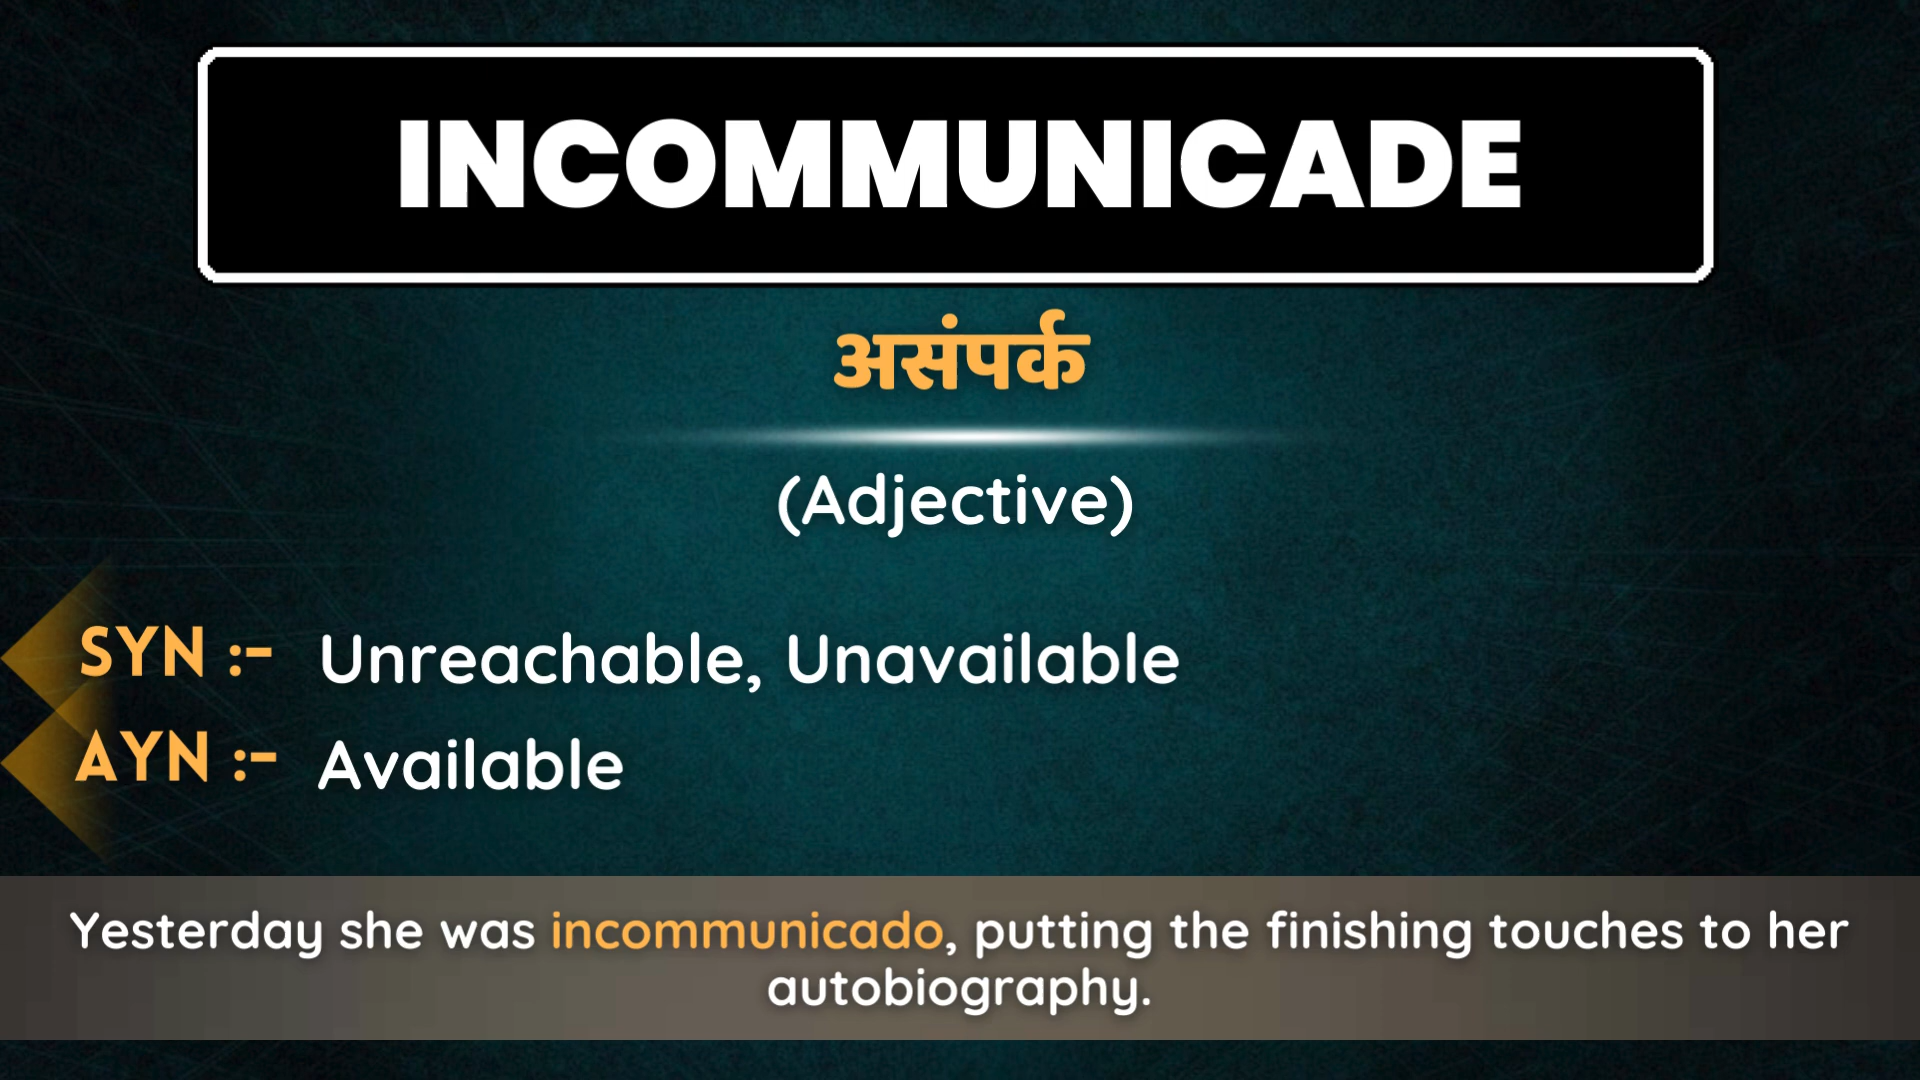 INCOMMUNICADE
असंपर्क
(Adjective)
SYN :- Unreachable, Unavailable
AYN :- Available
Yesterday she was incommunicado, putting the finishing touches to her
autobiography.